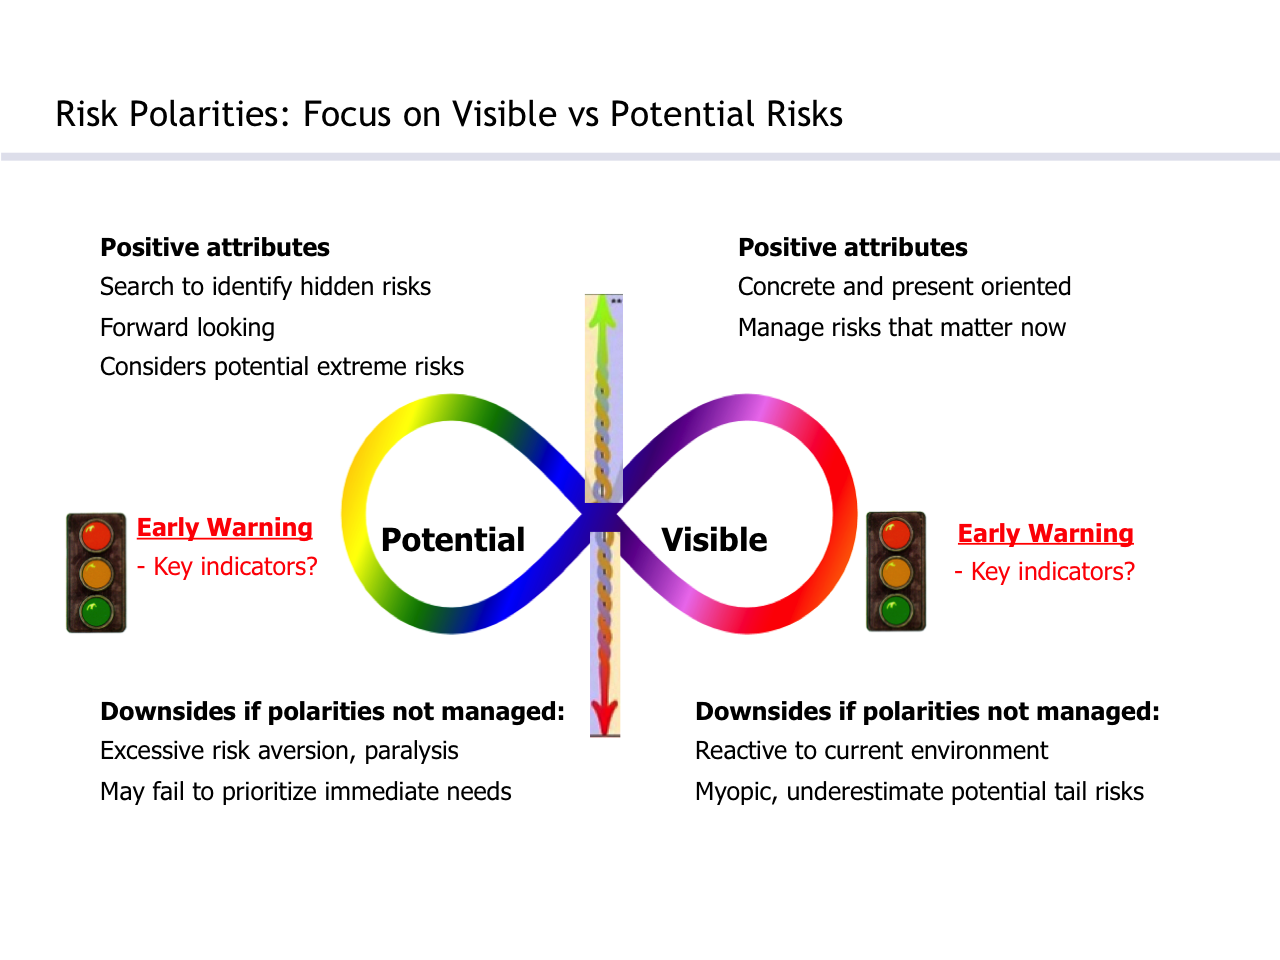 Risk Polarities: Focus on Visible vs Potential Risks
Positive attributes
Search to identify hidden risks
Forward looking
Considers potential extreme risks
Positive attributes
Concrete and present oriented
Manage risks that matter now
**
Early Warning
- Key indicators?
Potential
Visible
Early Warning
- Key indicators?
Downsides if polarities not managed:
Excessive risk aversion, paralysis
May fail to prioritize immediate needs
Downsides if polarities not managed:
Reactive to current environment
Myopic, underestimate potential tail risks